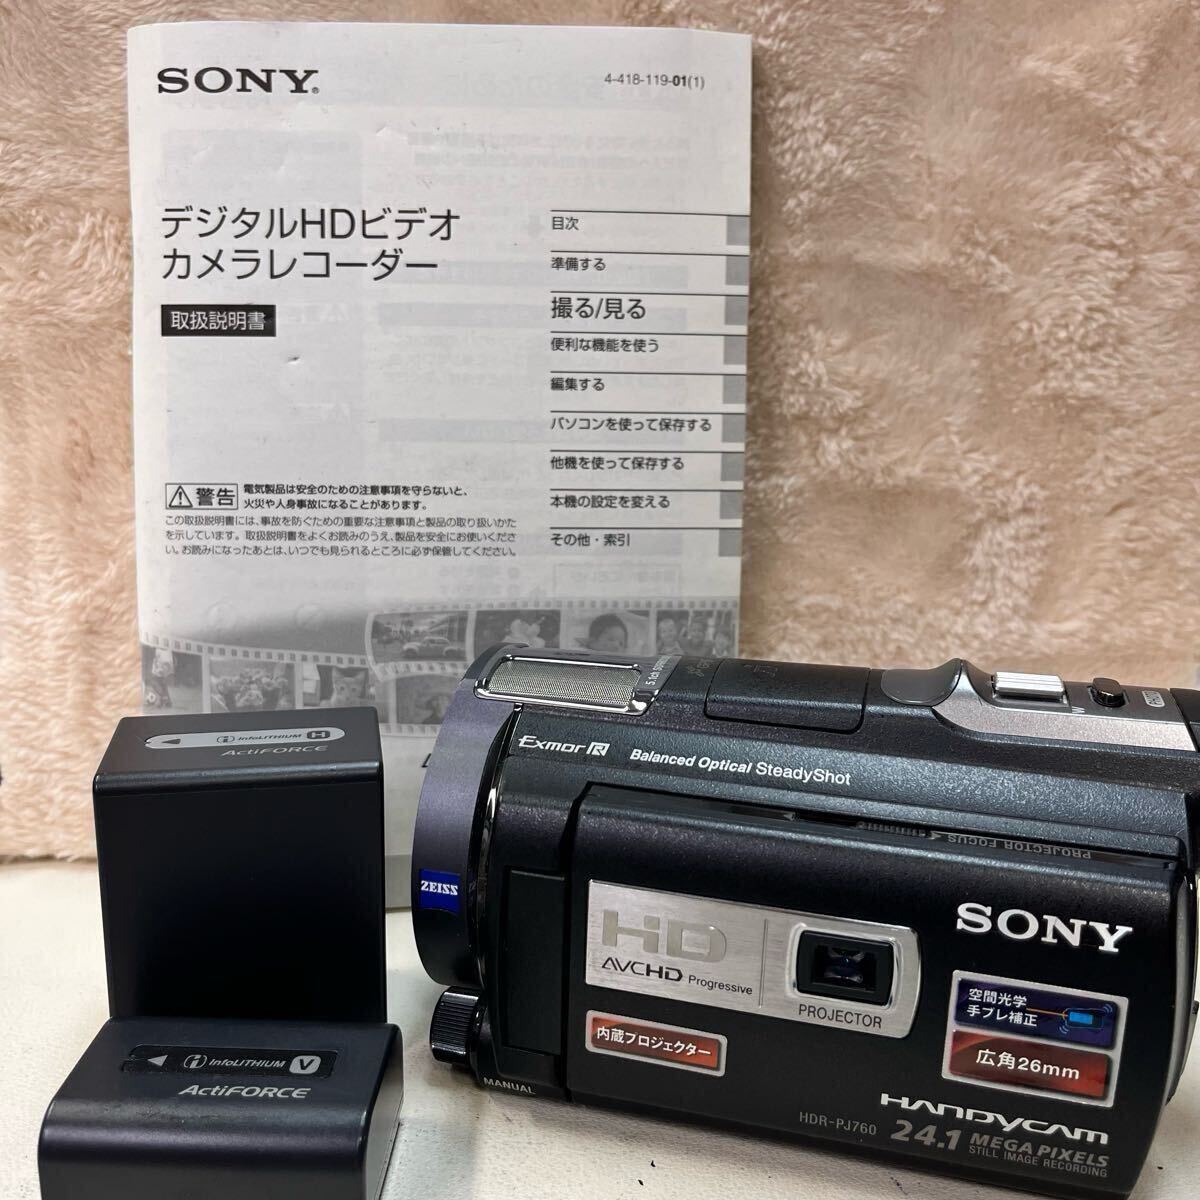 SONY®
4-418-119-01(1)
デジタルHDビデオ
カメラレコーダー
取扱説明書
目次
準備する
撮る/見る
便利な機能を使う
編集する
パソコンを使って保存する
他機を使って保存する
本機の設定を変える
その他・索引
警告
電気製品は安全のための注意事項を守らないと、
火災や人身事故になることがあります。
この取扱説明書には、事故を防ぐための重要な注意事項と製品の取り扱いかた
を示しています。取扱説明書をよくお読みのうえ、製品を安全にお使いくださ
い。お読みになったあとは、いつでも見られるところに必ず保管してください。
InfoLITHIUM H
ActiFORCE
InfoLITHIUM V
ActiFORCE
Exmor R
Balanced Optical SteadyShot
PHOTO
W
PROJECTOR FOCUS
ZEISS
HD
AVCHD Progressive
PROJECTOR
内蔵プロジェクター
MANUAL
SONY
空間光学
手ブレ補正
広角26mm
HANDYCAM
HDR-PJ760
24.1 MEGA PIXELS
STILL IMAGE RECORDING